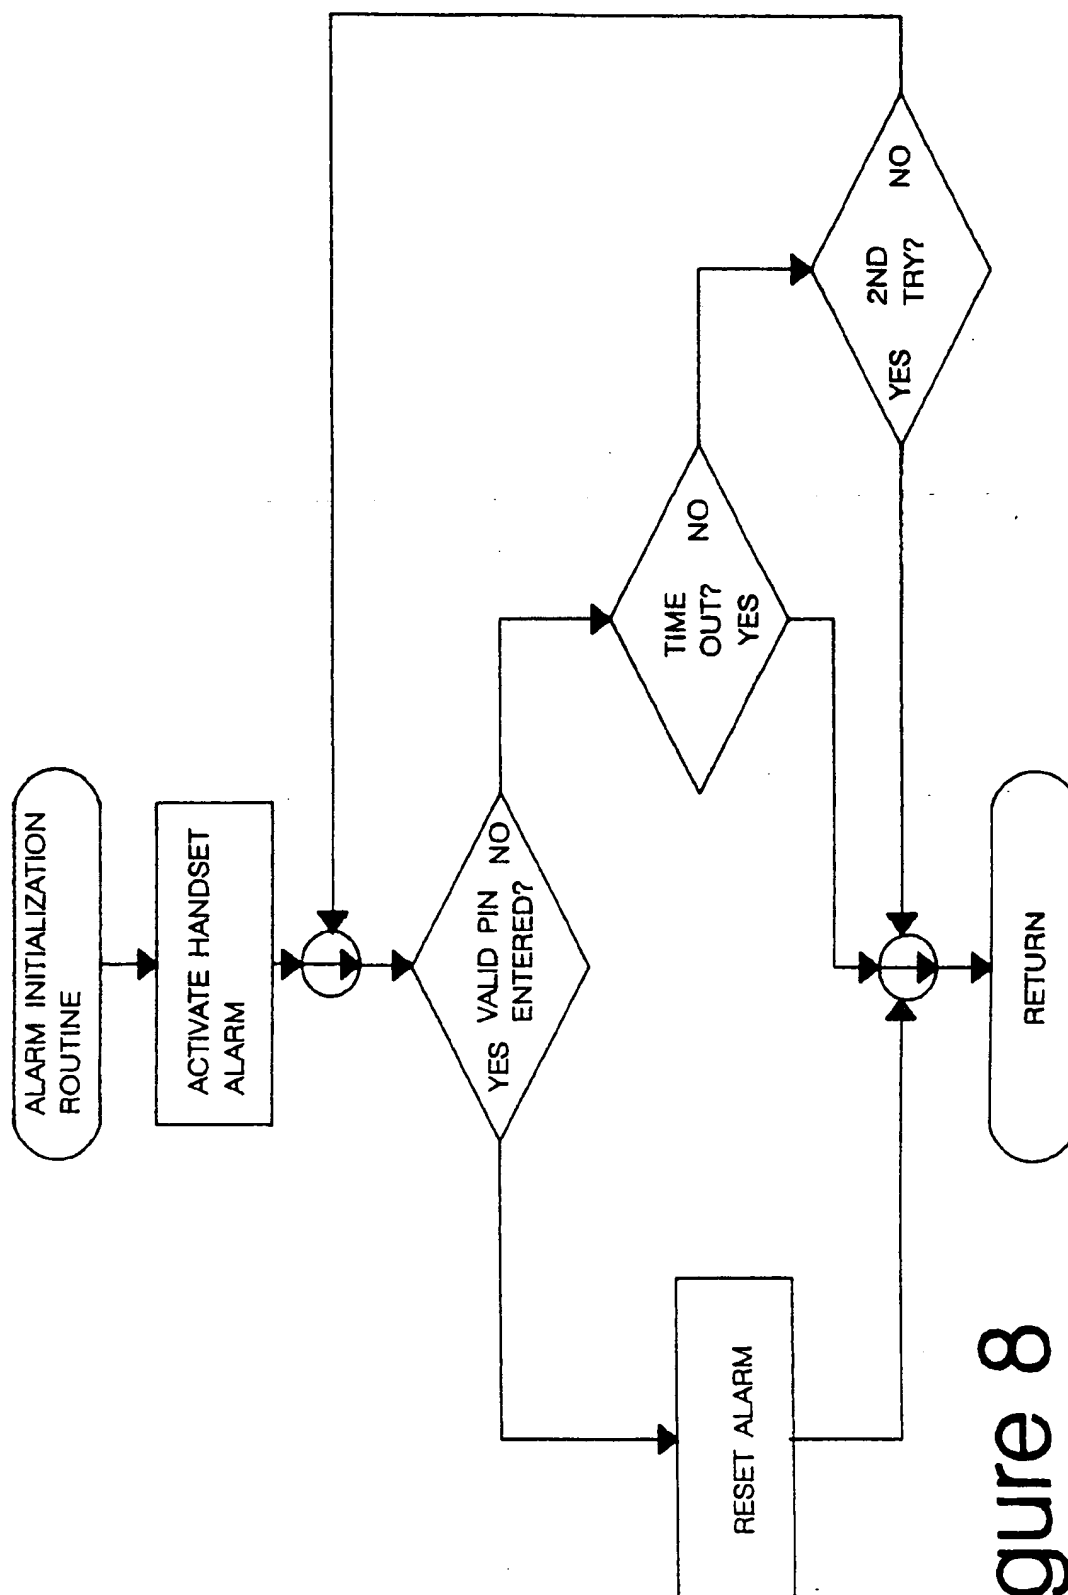 ALARM INITIALIZATION
ROUTINE
ACTIVATE HANDSET
ALARM
YES
VALID PIN
ENTERED?
NO
TIME
OUT?
YES
NO
YES
2ND
TRY?
NO
RESET ALARM
RETURN
gure 8